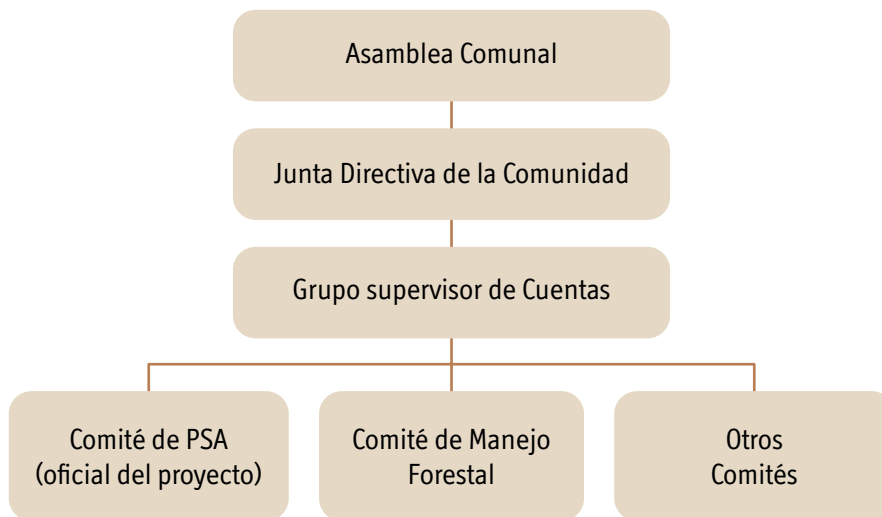 Asamblea Comunal
Junta Directiva de la Comunidad
Grupo supervisor de Cuentas
Comité de PSA
(oficial del proyecto)
Comité de Manejo
Forestal
Otros
Comités